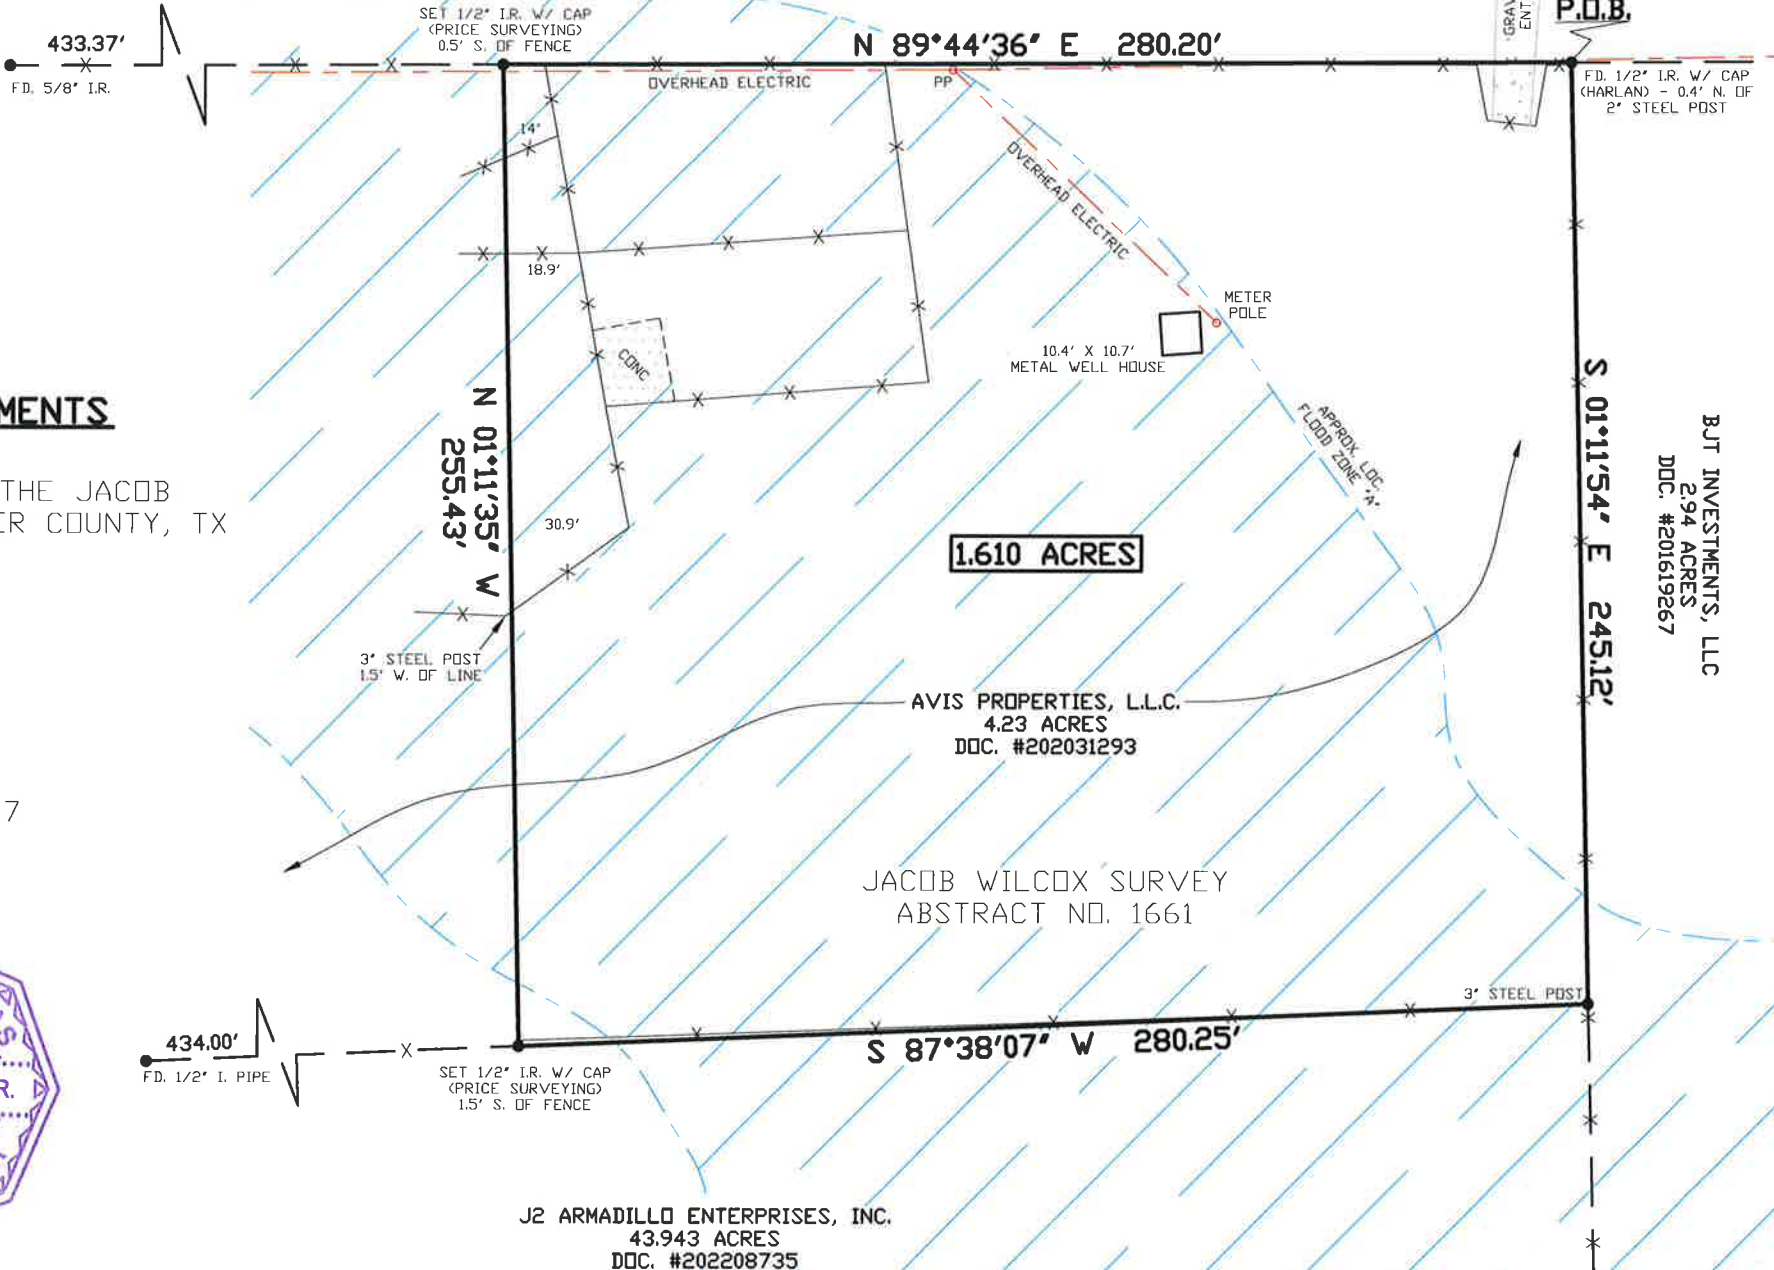 SET 1/2" I.R. W/ CAP
(PRICE SURVEYING)
0.5' S. OF FENCE
433.37'
FD. 5/8" I.R.
N 89°44'36" E 280.20'
P.O.B.
OVERHEAD ELECTRIC
PP
FD. 1/2" I.R. W/ CAP
(HARLAN) - 0.4' N. OF
2" STEEL POST
14'
OVERHEAD ELECTRIC
18.9'
METER
POLE
10.4' X 10.7'
METAL WELL HOUSE
CONC
APPROX. LOC.
FLOOD ZONE "A"
N 01°11'35" W
255.43'
S 01°11'54" E 245.12'
BJT INVESTMENTS, LLC
2.94 ACRES
DOC. #201619267
MENTS
THE JACOB
ER COUNTY, TX
30.9'
1.610 ACRES
3" STEEL POST
1.5' W. OF LINE
AVIS PROPERTIES, L.L.C.
4.23 ACRES
DOC. #202031293
7
JACOB WILCOX SURVEY
ABSTRACT NO. 1661
3" STEEL POST
S 87°38'07" W 280.25'
434.00'
FD. 1/2" I. PIPE
SET 1/2" I.R. W/ CAP
(PRICE SURVEYING)
1.5' S. OF FENCE
R.
J2 ARMADILLO ENTERPRISES, INC.
43.943 ACRES
DOC. #202208735